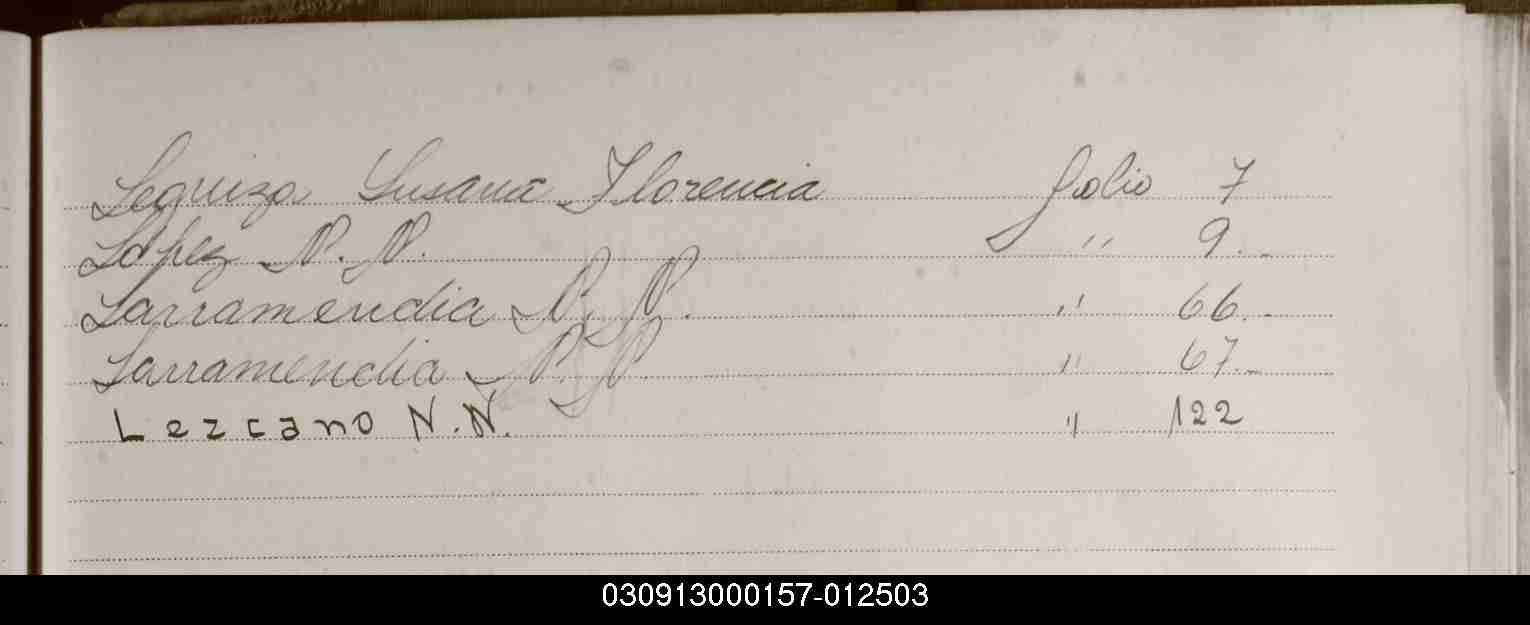 Leguiza Susana Florencia folio 7
López N. N. " 9.
Larramendia N. N. " 66.
Larramendia N. N. " 67.
Lezcano N.N. " 122
030913000157-012503